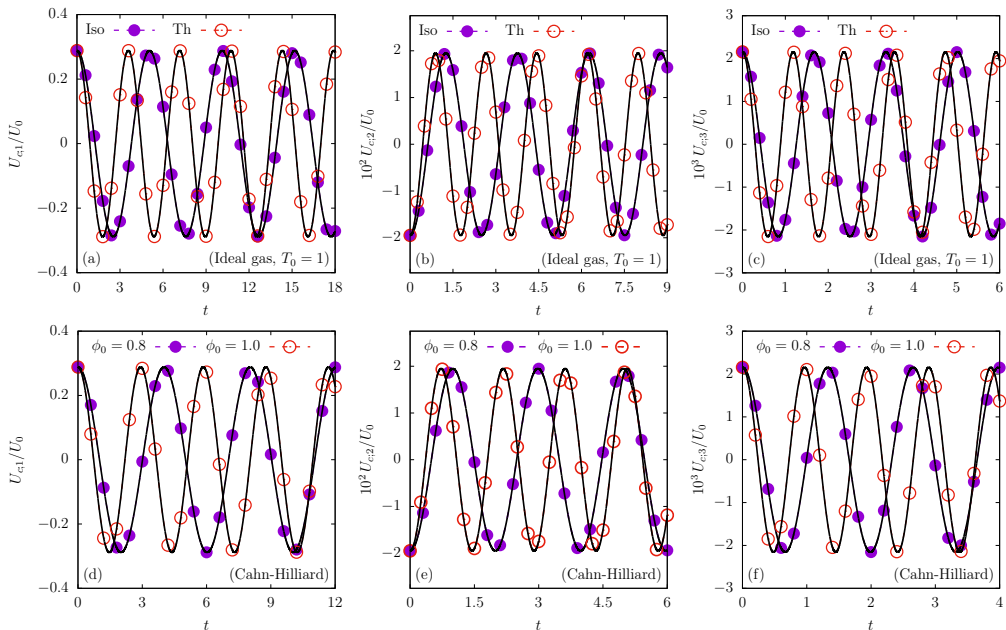 Iso Th
U_{c;1}/U_0
0.4
0.2
0
−0.2
−0.4
0 3 6 9 12 15 18
t
(a) (Ideal gas, T_0 = 1)
Iso Th
10^2 U_{c;2}/U_0
2
1
0
−1
−2
0 1.5 3 4.5 6 7.5 9
t
(b) (Ideal gas, T_0 = 1)
Iso Th
10^3 U_{c;3}/U_0
3
2
1
0
−1
−2
−3
0 1 2 3 4 5 6
t
(c) (Ideal gas, T_0 = 1)
ϕ_0 = 0.8 ϕ_0 = 1.0
U_{c;1}/U_0
0.4
0.2
0
−0.2
−0.4
0 3 6 9 12
t
(d) (Cahn-Hilliard)
ϕ_0 = 0.8 ϕ_0 = 1.0
10^2 U_{c;2}/U_0
2
1
0
−1
−2
0 1.5 3 4.5 6
t
(e) (Cahn-Hilliard)
ϕ_0 = 0.8 ϕ_0 = 1.0
10^3 U_{c;3}/U_0
3
2
1
0
−1
−2
−3
0 1 2 3 4
t
(f) (Cahn-Hilliard)